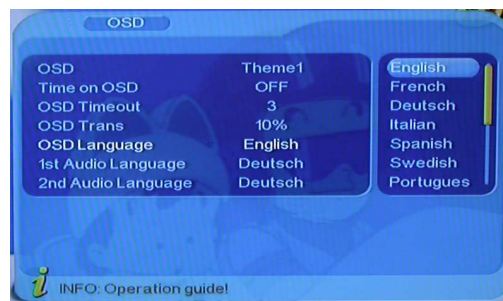 OSD
OSD Theme1
Time on OSD OFF
OSD Timeout 3
OSD Trans 10%
OSD Language English
1st Audio Language Deutsch
2nd Audio Language Deutsch
English
French
Deutsch
Italian
Spanish
Swedish
Portugues
i INFO: Operation guide!